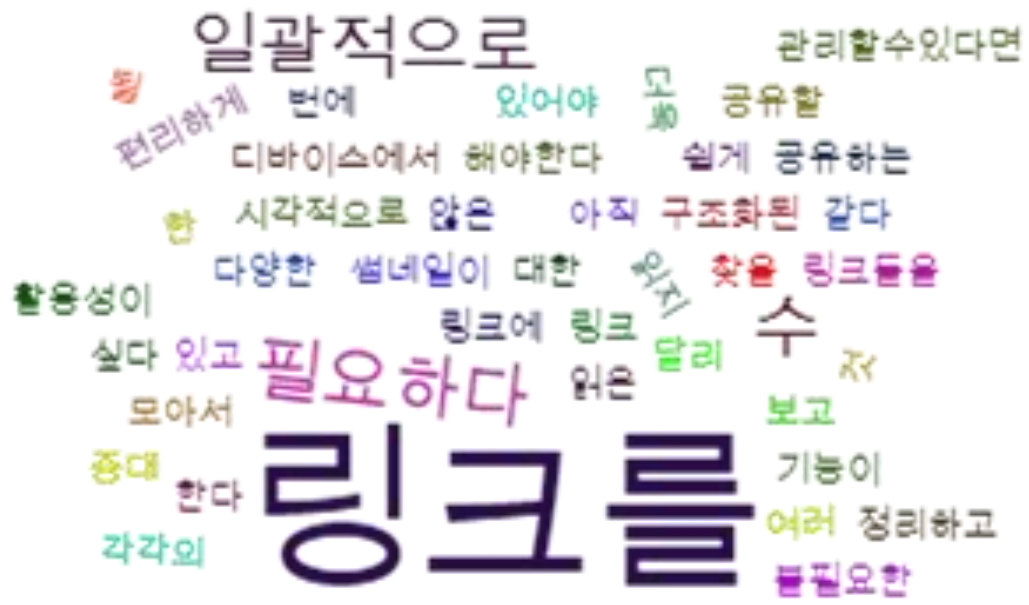 일괄적으로 관리할수있다면
편리하게 번에 있어야 공유할
디바이스에서 해야한다 쉽게 공유하는
한 시각적으로 않은 아직 구조화된 같다
다양한 썸네일이 대한 읽지 찾을 링크들을
활용성이 링크에 링크 수
싶다 있고 필요하다 읽은 달리 것
모아서 보고
증대 한다 링크를 기능이
여러 정리하고
각각의 불필요한